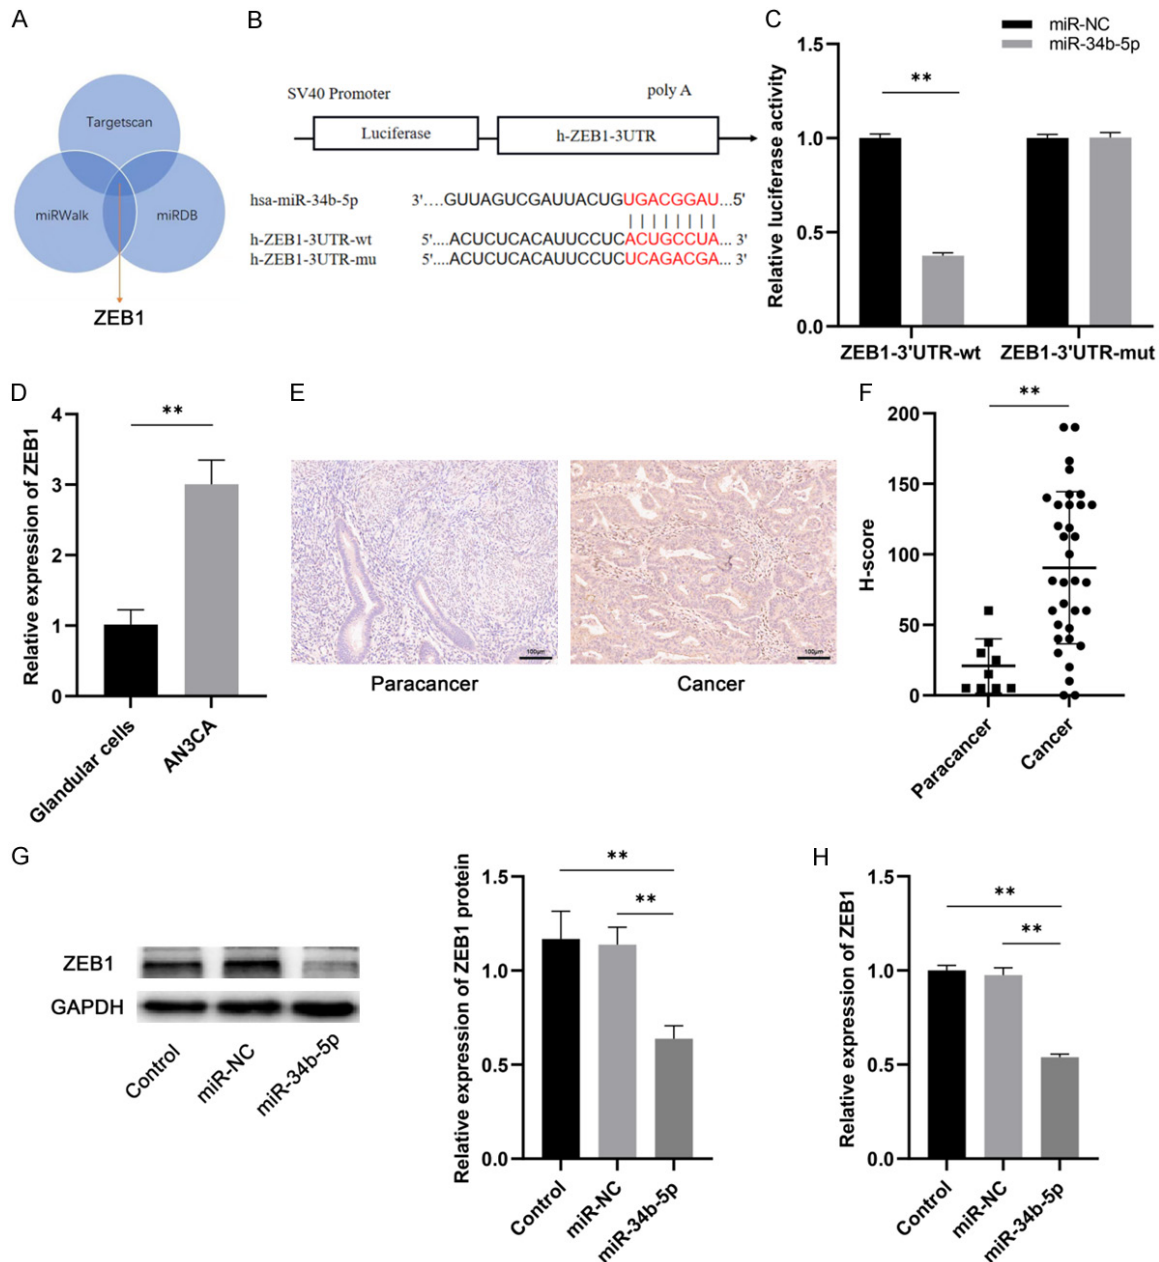 A
Targetscan
miRWalk
miRDB
ZEB1
B
SV40 Promoter
poly A
Luciferase
h-ZEB1-3UTR
hsa-miR-34b-5p 3'....GUUAGUCGAUUACUGUGACGGAU...5'
h-ZEB1-3UTR-wt 5'....ACUCUCACAUUCCUCACUGCCUA... 3'
h-ZEB1-3UTR-mu 5'....ACUCUCACAUUCCUCUCAGACGA... 3'
C
miR-NC
miR-34b-5p
Relative luciferase activity
1.5
1.0
0.5
0.0
**
ZEB1-3'UTR-wt
ZEB1-3'UTR-mut
D
Relative expression of ZEB1
4
3
2
1
0
**
Glandular cells
AN3CA
E
100μm
100μm
Paracancer
Cancer
F
H-score
200
150
100
50
0
**
Paracancer
Cancer
G
ZEB1
GAPDH
Control
miR-NC
miR-34b-5p
Relative expression of ZEB1 protein
1.5
1.0
0.5
0.0
**
**
Control
miR-NC
miR-34b-5p
H
Relative expression of ZEB1
1.5
1.0
0.5
0.0
**
**
Control
miR-NC
miR-34b-5p